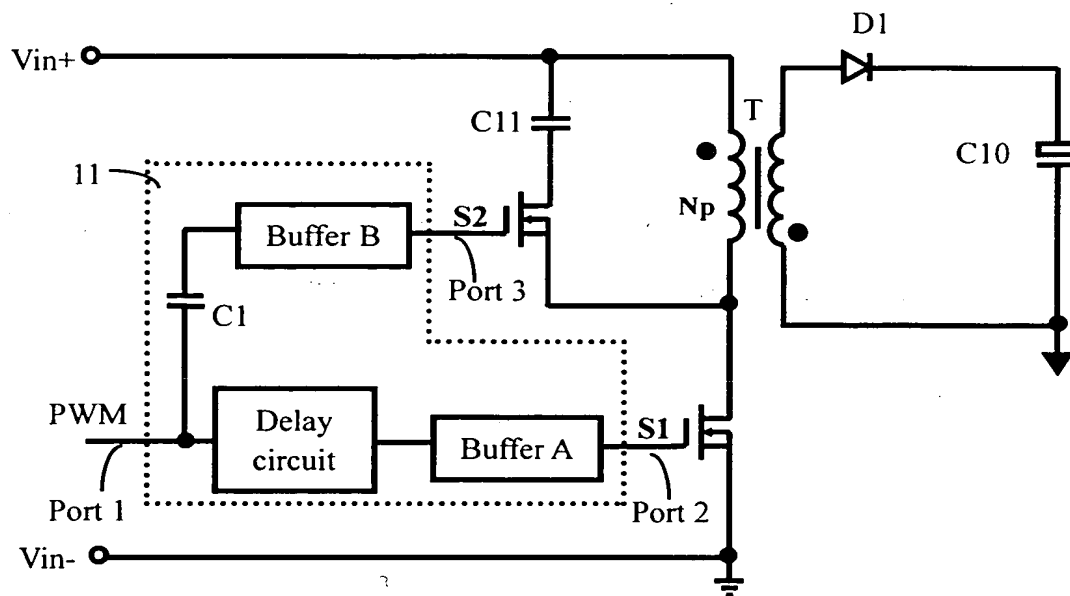 D1
Vin+
C11
T
C10
11
Np
S2
Buffer B
Port 3
C1
PWM
Delay
circuit
Buffer A
S1
Port 1
Port 2
Vin-